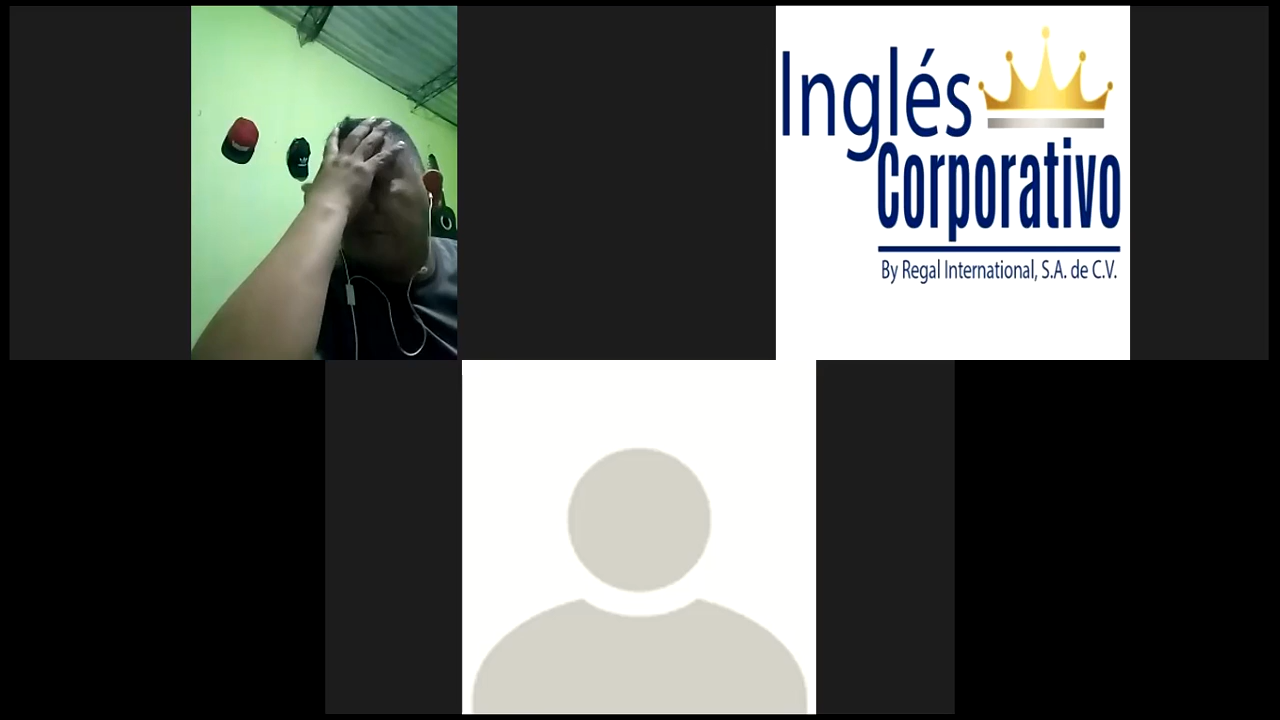 Inglés
Corporativo
By Regal International, S.A. de C.V.